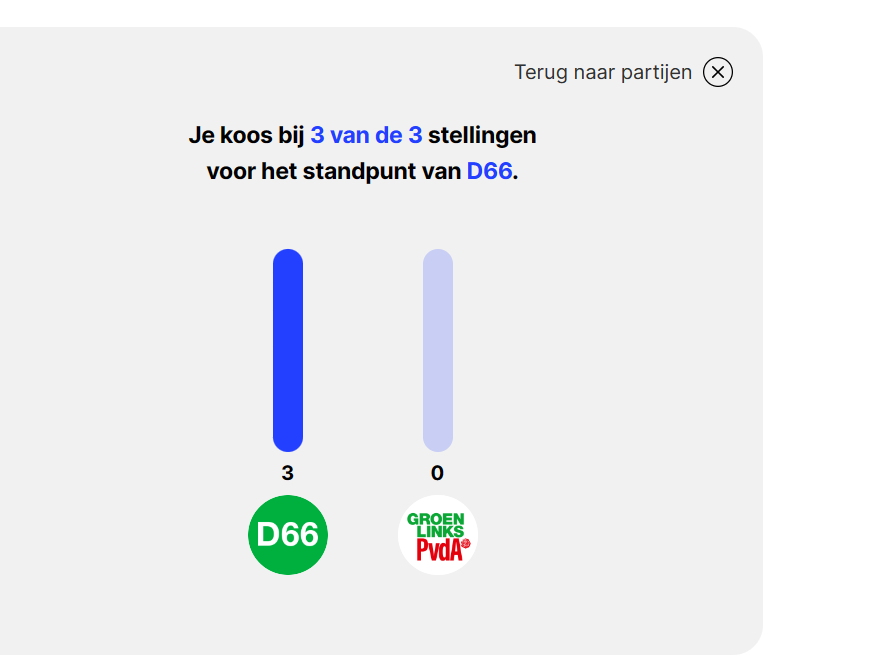 Terug naar partijen
Je koos bij 3 van de 3 stellingen
voor het standpunt van D66.
3
0
D66
GROEN
LINKS
PvdA